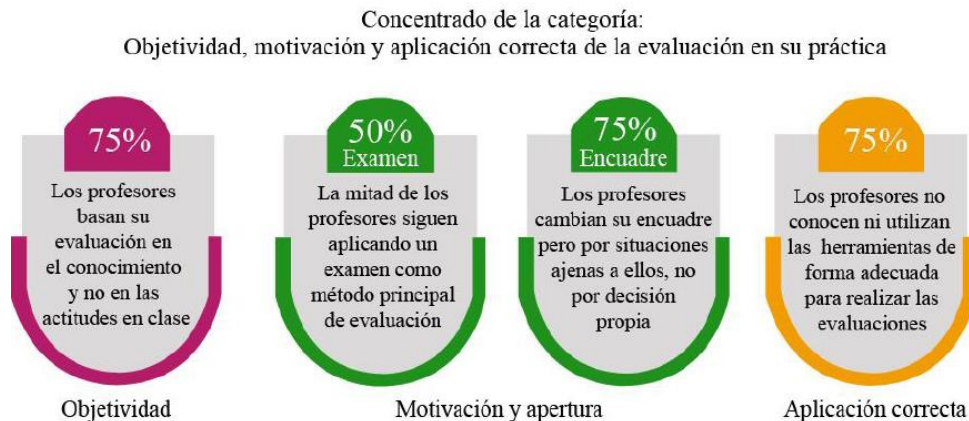 Concentrado de la categoría:
Objetividad, motivación y aplicación correcta de la evaluación en su práctica
75%
Los profesores
basan su
evaluación en
el conocimiento
y no en las
actitudes en clase
Objetividad
50%
Examen
La mitad de los
profesores siguen
aplicando un
examen como
método principal
de evaluación
75%
Encuadre
Los profesores
cambian su encuadre
pero por situaciones
ajenas a ellos, no
por decisión
propia
Motivación y apertura
75%
Los profesores no
conocen ni utilizan
las herramientas de
forma adecuada
para realizar las
evaluaciones
Aplicación correcta